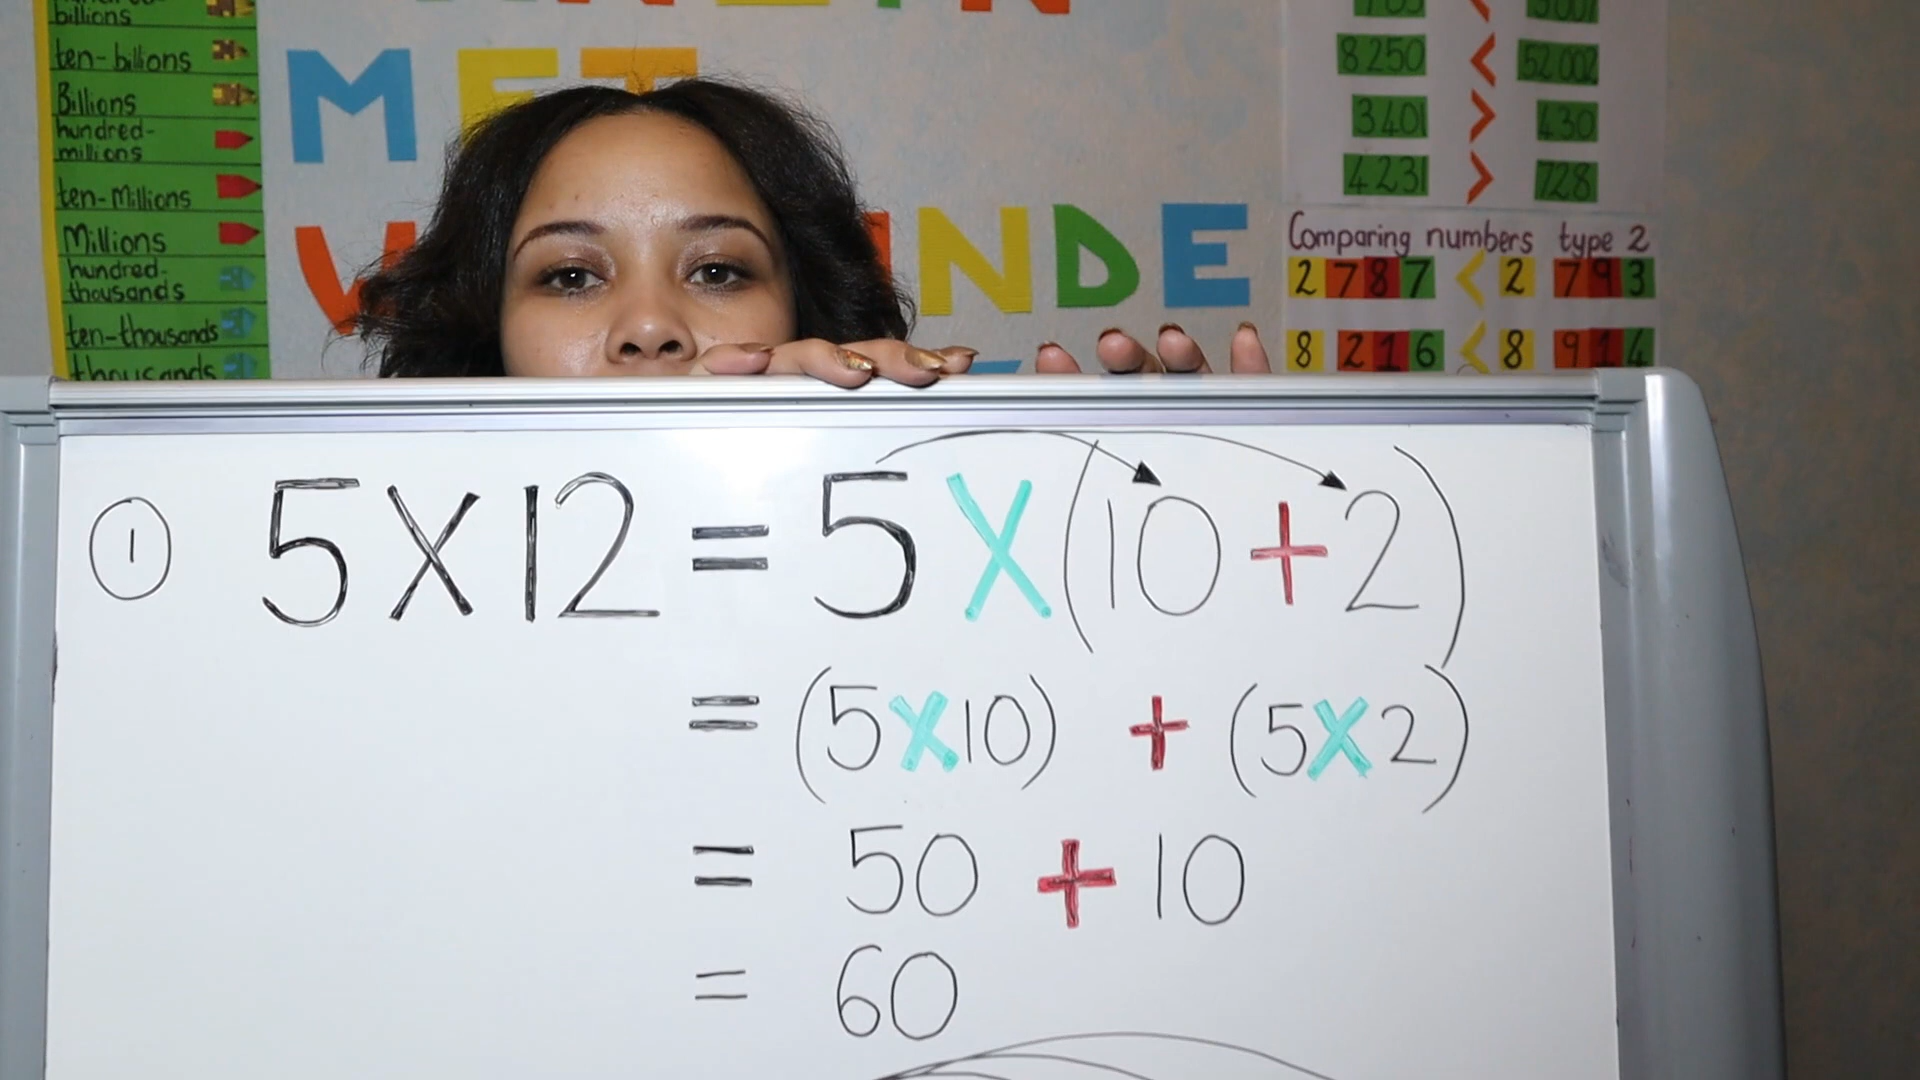 billions
ten-billions
Billions
hundred-
millions
ten-Millions
Millions
hundred-
thousands
ten-thousands
thousands
M
NDE
8 250 < 52 002
3 401 > 430
4 231 > 728
Comparing numbers type 2
2 7 8 7 < 2 7 9 3
8 2 1 6 < 8 9 1 4
1 5 X 12 = 5 X (10 + 2)
= (5 X 10) + (5 X 2)
= 50 + 10
= 60